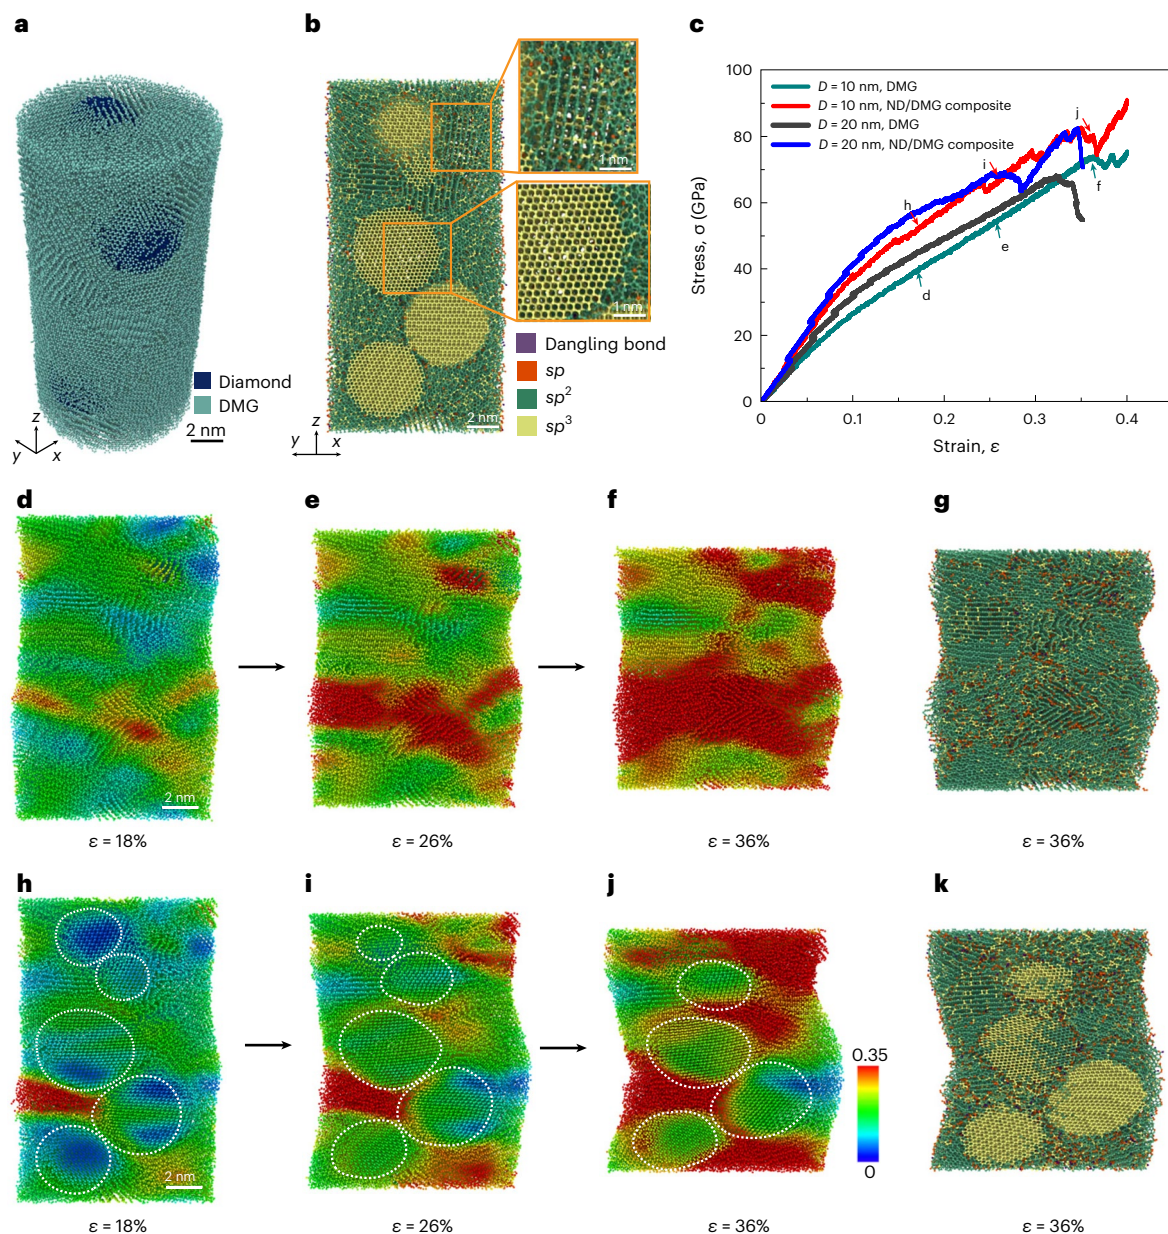 a
Diamond
DMG
z
y
x
2 nm
b
1 nm
1 nm
Dangling bond
sp
sp²
sp³
2 nm
z
y
x
c
Stress, σ (GPa)
100
80
60
40
20
0
D = 10 nm, DMG
D = 10 nm, ND/DMG composite
D = 20 nm, DMG
D = 20 nm, ND/DMG composite
j
i
h
f
e
d
0
0.1
0.2
0.3
0.4
Strain, ε
d
e
f
g
2 nm
ε = 18%
ε = 26%
ε = 36%
ε = 36%
h
i
j
k
0.35
0
2 nm
ε = 18%
ε = 26%
ε = 36%
ε = 36%